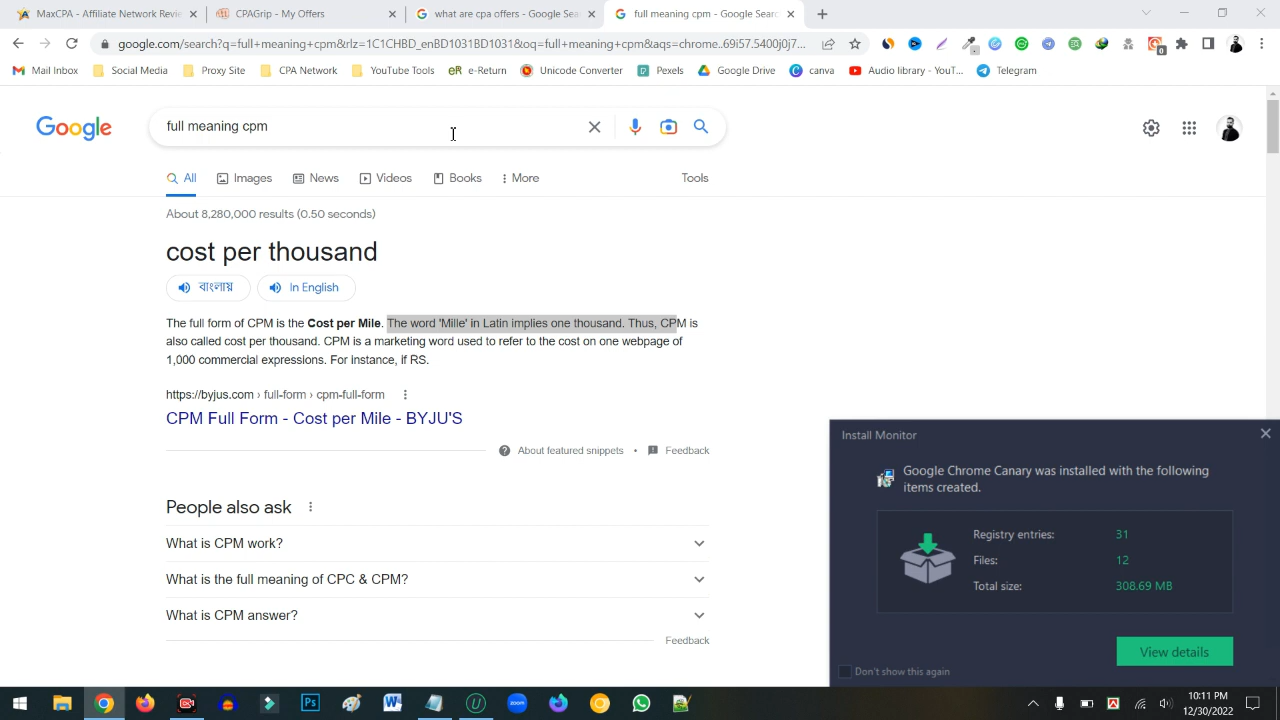 MaxCPA - Affiliate Network Revie
CPAGrip - My Offers
what are cpa offers - Google Sea
full meaning cpm - Google Searc
google.com/search?q=full+meaning+cpm&rlz=1C1CHBD_enBD1031BD1031&oq=full+meaning+cpm&aqs=chrome..69i57.5400j0j7...
0
Mail Inbox
Social Media
Proxy Site
CPA Network
YouTube Tools
e-Return
Unicode Converter
Pexels
Google Drive
canva
Audio library - YouT...
Telegram
Google
full meaning cpm
All
Images
News
Videos
Books
More
Tools
About 8,280,000 results (0.50 seconds)
cost per thousand
বাংলায়
In English
The full form of CPM is the Cost per Mile. The word 'Mille' in Latin implies one thousand. Thus, CPM is
also called cost per thousand. CPM is a marketing word used to refer to the cost on one webpage of
1,000 commercial expressions. For instance, if RS.
https://byjus.com › full-form › cpm-full-form
CPM Full Form - Cost per Mile - BYJU'S
About featured snippets • Feedback
People also ask
What is CPM work?
What is the full meaning of CPC & CPM?
What is CPM answer?
Feedback
Install Monitor
Google Chrome Canary was installed with the following
items created.
Registry entries: 31
Files: 12
Total size: 308.69 MB
View details
Don't show this again
Ps
W
zoom
10:11 PM
12/30/2022